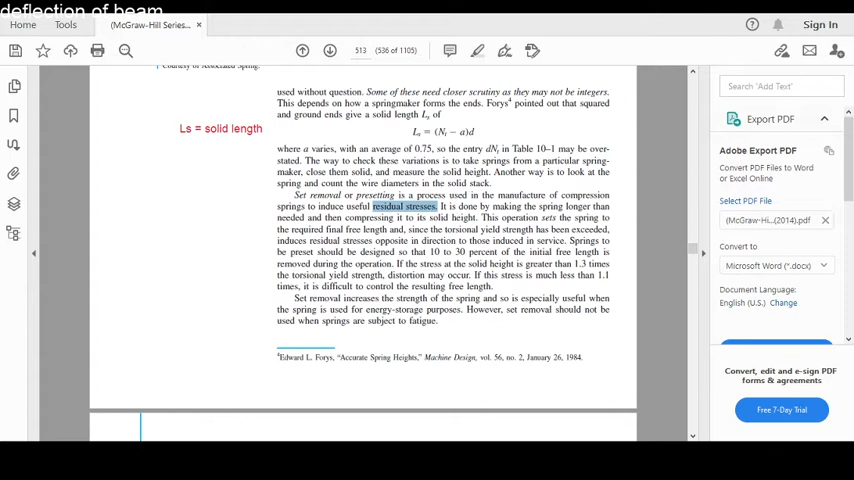 deflection of beam
Home
Tools
(McGraw-Hill Series... ×
Sign In
513 (536 of 1105)
Courtesy of Associated Spring.
used without question. Some of these need closer scrutiny as they may not be integers.
This depends on how a springmaker forms the ends. Forys⁴ pointed out that squared
and ground ends give a solid length Ls of
Ls = solid length
Ls = (Nt − a)d
where a varies, with an average of 0.75, so the entry dNt in Table 10–1 may be over-
stated. The way to check these variations is to take springs from a particular spring-
maker, close them solid, and measure the solid height. Another way is to look at the
spring and count the wire diameters in the solid stack.
Set removal or presetting is a process used in the manufacture of compression
springs to induce useful residual stresses. It is done by making the spring longer than
needed and then compressing it to its solid height. This operation sets the spring to
the required final free length and, since the torsional yield strength has been exceeded,
induces residual stresses opposite in direction to those induced in service. Springs to
be preset should be designed so that 10 to 30 percent of the initial free length is
removed during the operation. If the stress at the solid height is greater than 1.3 times
the torsional yield strength, distortion may occur. If this stress is much less than 1.1
times, it is difficult to control the resulting free length.
Set removal increases the strength of the spring and so is especially useful when
the spring is used for energy-storage purposes. However, set removal should not be
used when springs are subject to fatigue.
⁴Edward L. Forys, “Accurate Spring Heights,” Machine Design, vol. 56, no. 2, January 26, 1984.
Search 'Add Text'
Export PDF
Adobe Export PDF
Convert PDF Files to Word
or Excel Online
Select PDF File
(McGraw-Hi...(2014).pdf ×
Convert to
Microsoft Word (*.docx)
Document Language:
English (U.S.) Change
Convert, edit and e-sign PDF
forms & agreements
Free 7-Day Trial